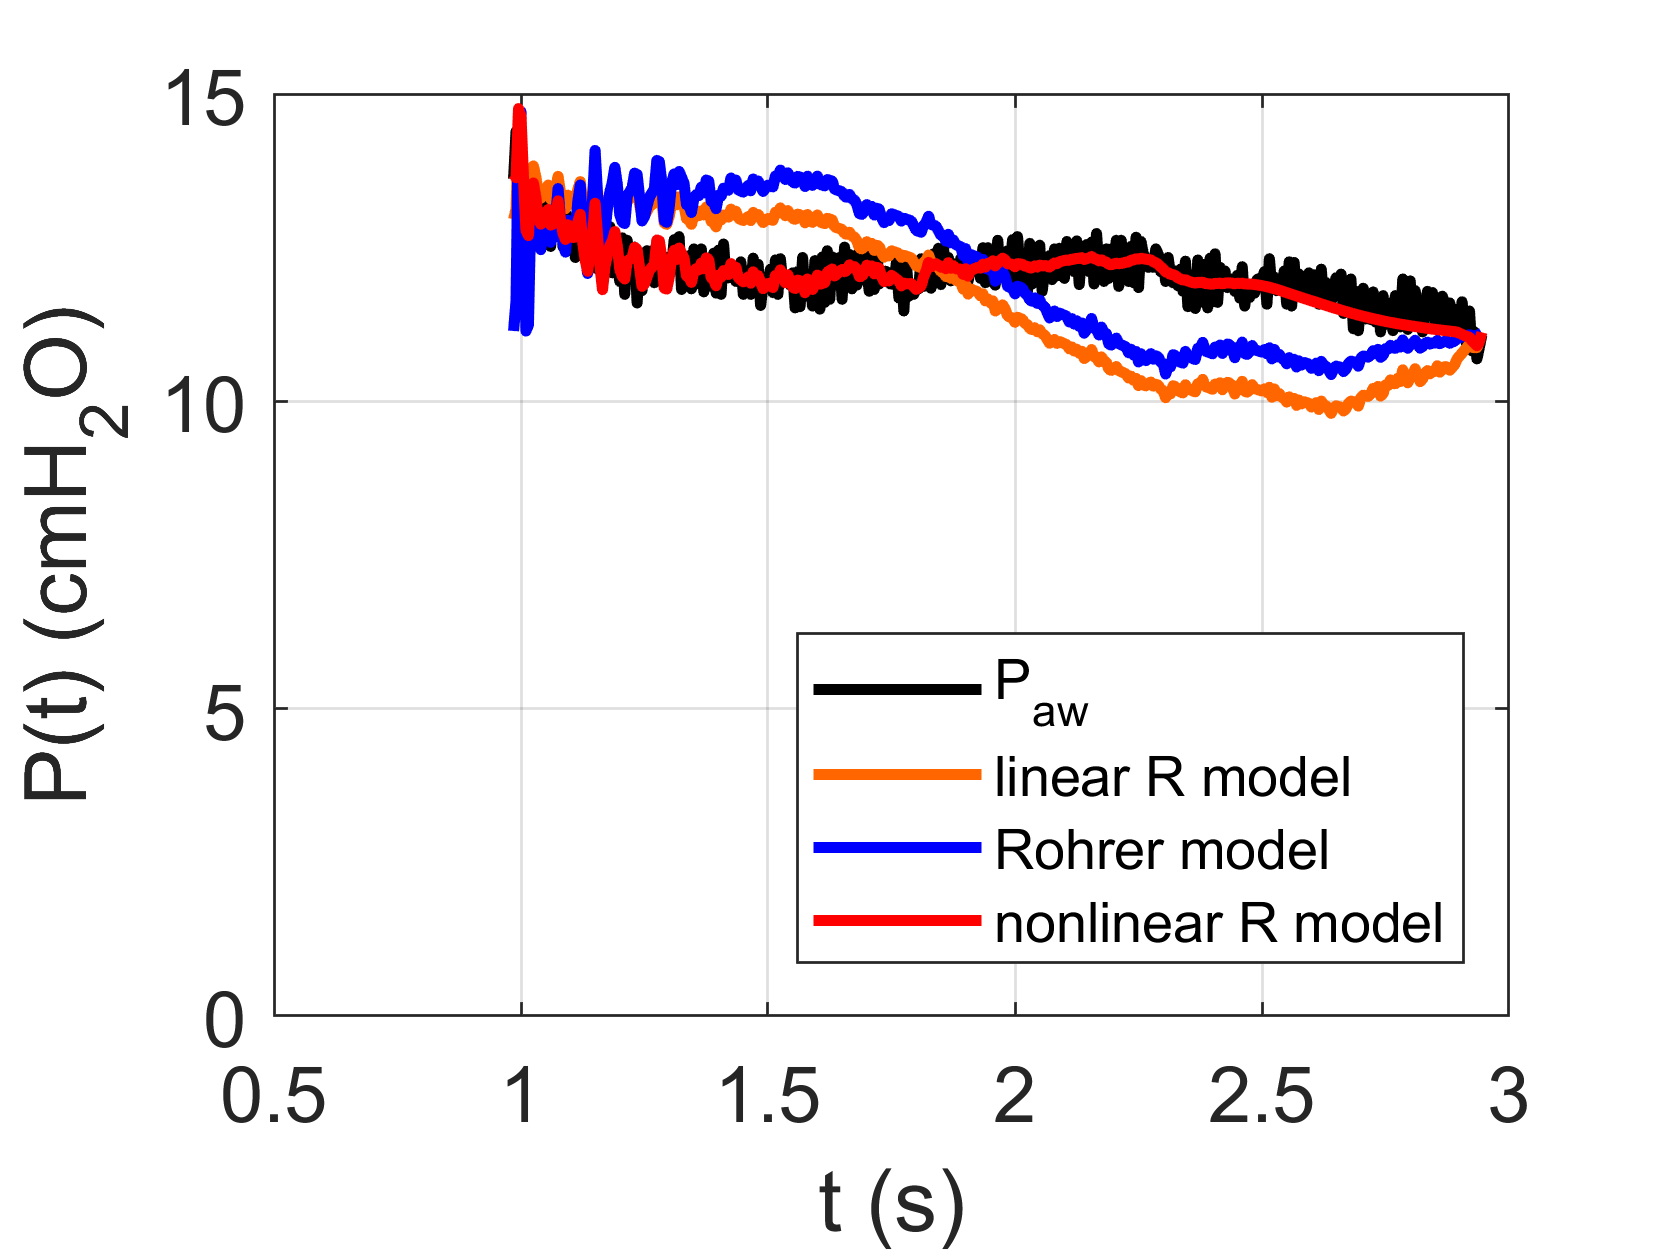 15
10
5
0
P(t) (cmH2O)
Paw
linear R model
Rohrer model
nonlinear R model
0.5 1 1.5 2 2.5 3
t (s)